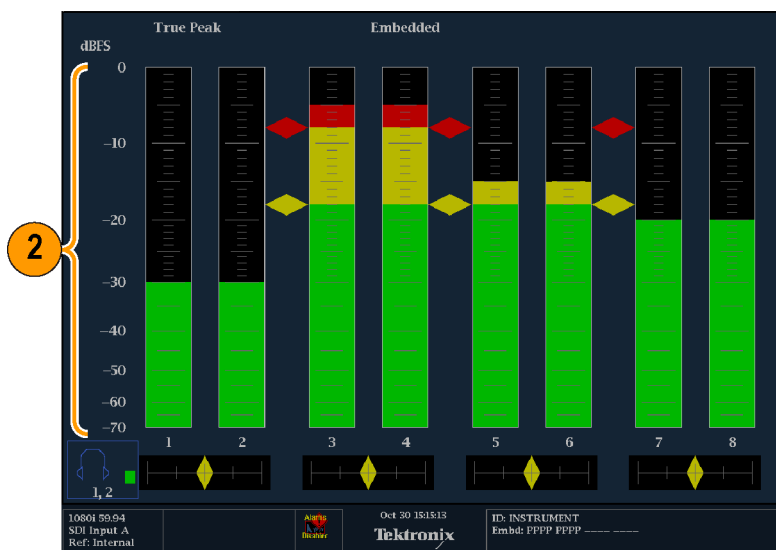 True Peak Embedded
dBFS
0
−10
2
−20
−30
−40
−50
−60
−70
1 2 3 4 5 6 7 8
1, 2
1080i 59.94
SDI Input A
Ref: Internal
Alarms
Disabled
Oct 30 15:15:13
Tektronix
ID: INSTRUMENT
Embd: PPPP PPPP ---- ----